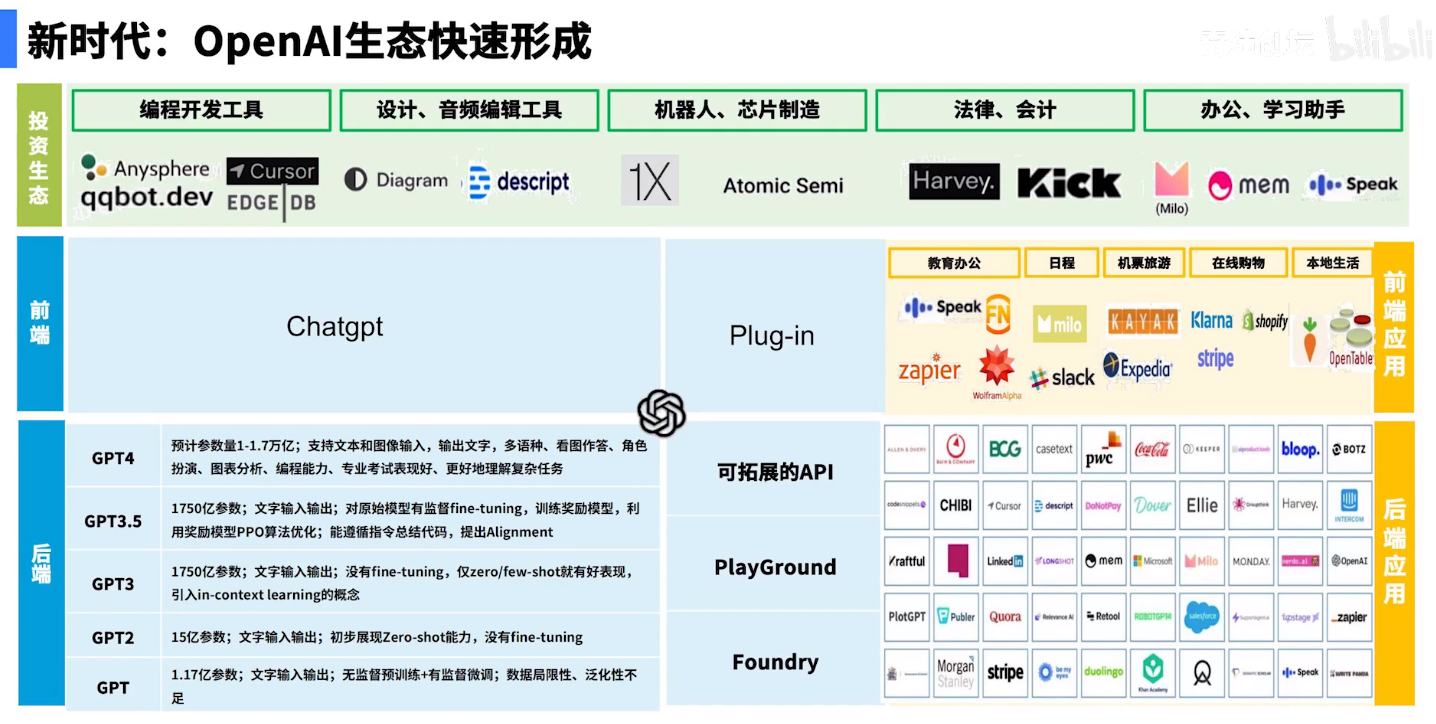 新时代：OpenAI生态快速形成
bilibili
投资生态
编程开发工具
设计、音频编辑工具
机器人、芯片制造
法律、会计
办公、学习助手
Anysphere
Cursor
qqbot.dev
EDGE|DB
Diagram
descript
1X
Atomic Semi
Harvey.
Kick
(Milo)
mem
Speak
前端
Chatgpt
Plug-in
教育办公
日程
机票旅游
在线购物
本地生活
Speak
FN
milo
KAYAK
Klarna
shopify
zapier
WolframAlpha
slack
Expedia
stripe
OpenTable
前端应用
后端
GPT4
预计参数量1-1.7万亿；支持文本和图像输入，输出文字，多语种、看图作答、角色
扮演、图表分析、编程能力、专业考试表现好、更好地理解复杂任务
GPT3.5
1750亿参数；文字输入输出；对原始模型有监督fine-tuning，训练奖励模型，利
用奖励模型PPO算法优化；能遵循指令总结代码，提出Alignment
GPT3
1750亿参数；文字输入输出；没有fine-tuning，仅zero/few-shot就有好表现，
引入in-context learning的概念
GPT2
15亿参数；文字输入输出；初步展现Zero-shot能力，没有fine-tuning
GPT
1.17亿参数；文字输入输出；无监督预训练+有监督微调；数据局限性、泛化性不
足
可拓展的API
PlayGround
Foundry
ALLEN & OVERY
BAIN & COMPANY
BCG
casetext
pwc
Coca-Cola
KEEPER
bloop.
BOTZ
codesnippets
CHIBI
Cursor
descript
DoNotPay
Dover
Ellie
Groupthink
Harvey.
INTERCOM
Kraftful
LinkedIn
LONGSHOT
mem
Microsoft
Milo
MONDAY.
nerdo.ai
OpenAI
PlotGPT
Publer
Quora
Relevance AI
Retool
ROBOTGPM
salesforce
upstage
zapier
Morgan
Stanley
stripe
be my
eyes
duolingo
Khan Academy
SEMANTIC SCHOLAR
Speak
WRITE PANDA
后端应用